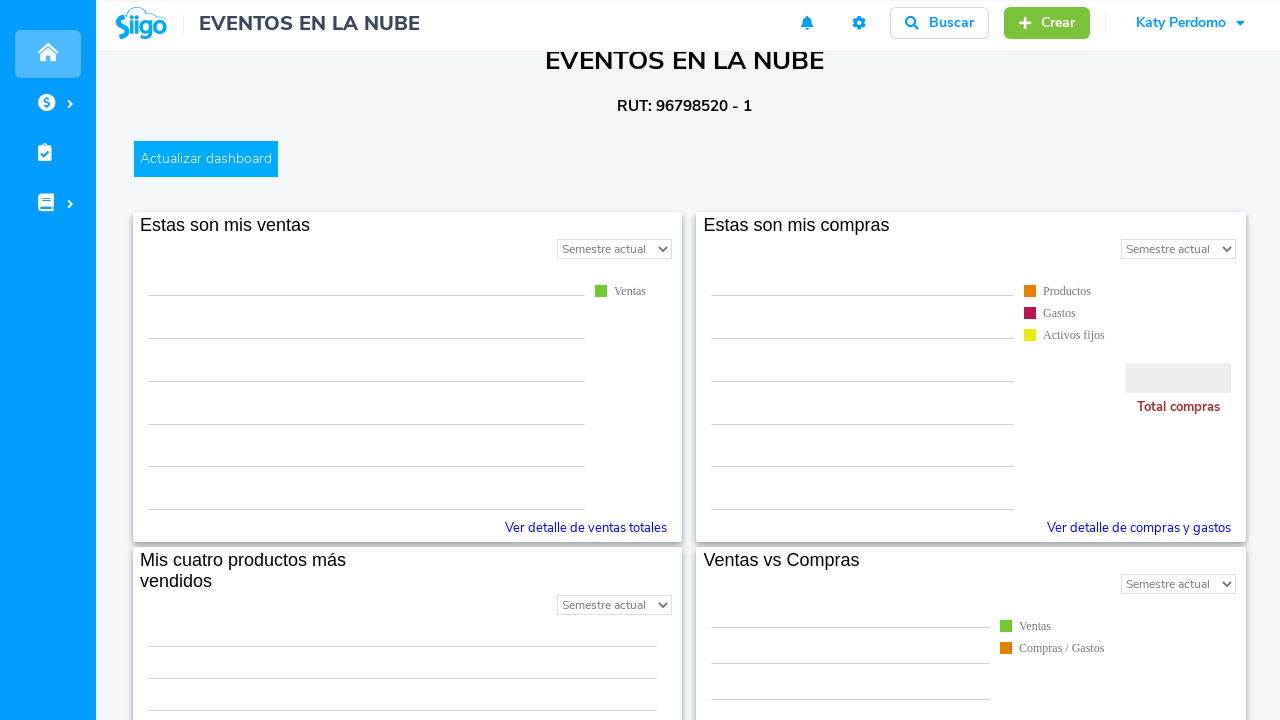 Siigo
EVENTOS EN LA NUBE
Buscar
Crear
Katy Perdomo
EVENTOS EN LA NUBE
RUT: 96798520 - 1
Actualizar dashboard
Estas son mis ventas
Semestre actual
Ventas
Ver detalle de ventas totales
Estas son mis compras
Semestre actual
Productos
Gastos
Activos fijos
Total compras
Ver detalle de compras y gastos
Mis cuatro productos más
vendidos
Semestre actual
Ventas vs Compras
Semestre actual
Ventas
Compras / Gastos